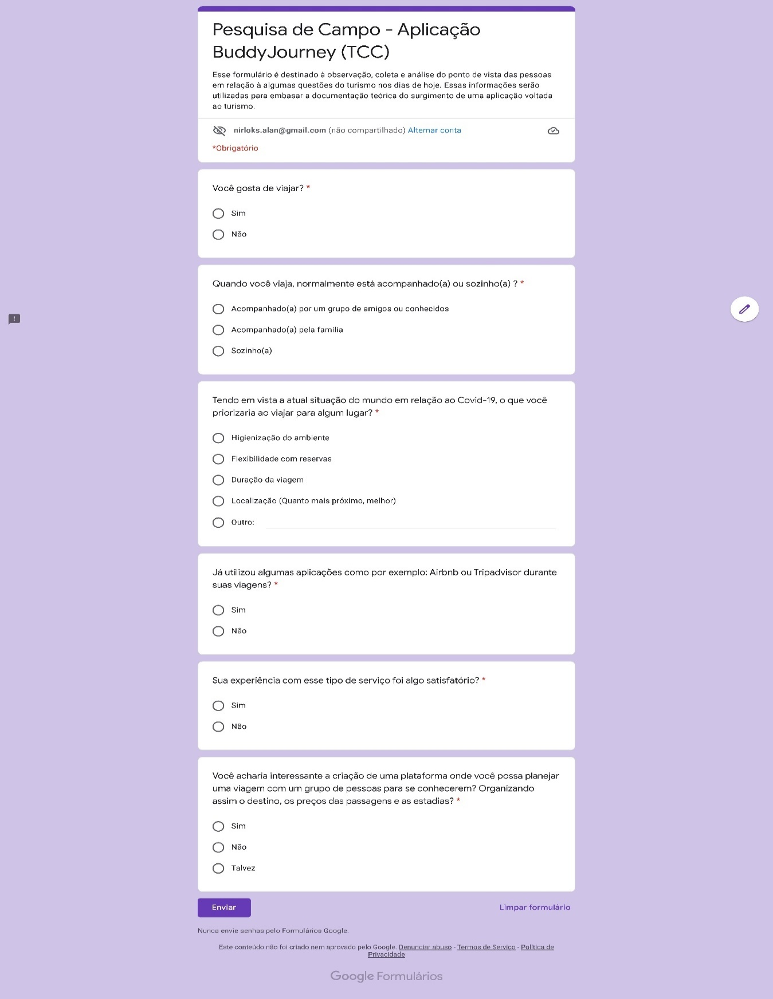 Pesquisa de Campo - Aplicação
BuddyJourney (TCC)
Esse formulário é destinado à observação, coleta e análise do ponto de vista das pessoas
em relação à algumas questões do turismo nos dias de hoje. Essas informações serão
utilizadas para embasar a documentação teórica do surgimento de uma aplicação voltada
ao turismo.
nirloks.alan@gmail.com (não compartilhado) Alternar conta
*Obrigatório
Você gosta de viajar? *
Sim
Não
Quando você viaja, normalmente está acompanhado(a) ou sozinho(a) ? *
Acompanhado(a) por um grupo de amigos ou conhecidos
Acompanhado(a) pela família
Sozinho(a)
Tendo em vista a atual situação do mundo em relação ao Covid-19, o que você
priorizaria ao viajar para algum lugar? *
Higienização do ambiente
Flexibilidade com reservas
Duração da viagem
Localização (Quanto mais próximo, melhor)
Outro:
Já utilizou algumas aplicações como por exemplo: Airbnb ou Tripadvisor durante
suas viagens? *
Sim
Não
Sua experiência com esse tipo de serviço foi algo satisfatório? *
Sim
Não
Você acharia interessante a criação de uma plataforma onde você possa planejar
uma viagem com um grupo de pessoas para se conhecerem? Organizando
assim o destino, os preços das passagens e as estadias? *
Sim
Não
Talvez
Enviar
Limpar formulário
Nunca envie senhas pelo Formulários Google.
Este conteúdo não foi criado nem aprovado pelo Google. Denunciar abuso - Termos de Serviço - Política de
Privacidade
Google Formulários